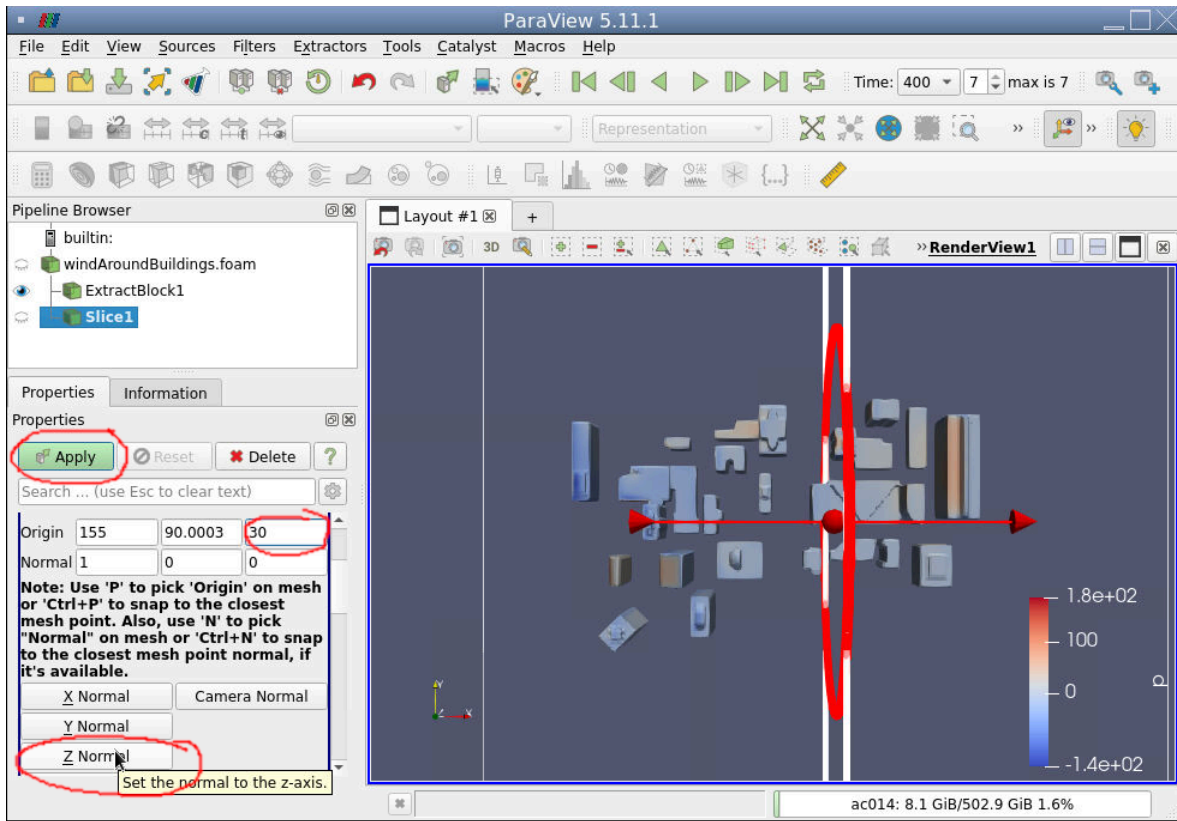 ParaView 5.11.1
File Edit View Sources Filters Extractors Tools Catalyst Macros Help
Time: 400 7 max is 7
Representation
Pipeline Browser
Layout #1
+
builtin:
3D
RenderView1
windAroundBuildings.foam
ExtractBlock1
Slice1
Properties Information
Properties
Apply Reset Delete ?
Search ... (use Esc to clear text)
Origin 155 90.0003 30
Normal 1 0 0
Note: Use 'P' to pick 'Origin' on mesh
or 'Ctrl+P' to snap to the closest
mesh point. Also, use 'N' to pick
"Normal" on mesh or 'Ctrl+N' to snap
to the closest mesh point normal, if
it's available.
X Normal Camera Normal
Y Normal
Z Normal
Set the normal to the z-axis.
1.8e+02
100
0
-1.4e+02
p
Y
Z X
ac014: 8.1 GiB/502.9 GiB 1.6%